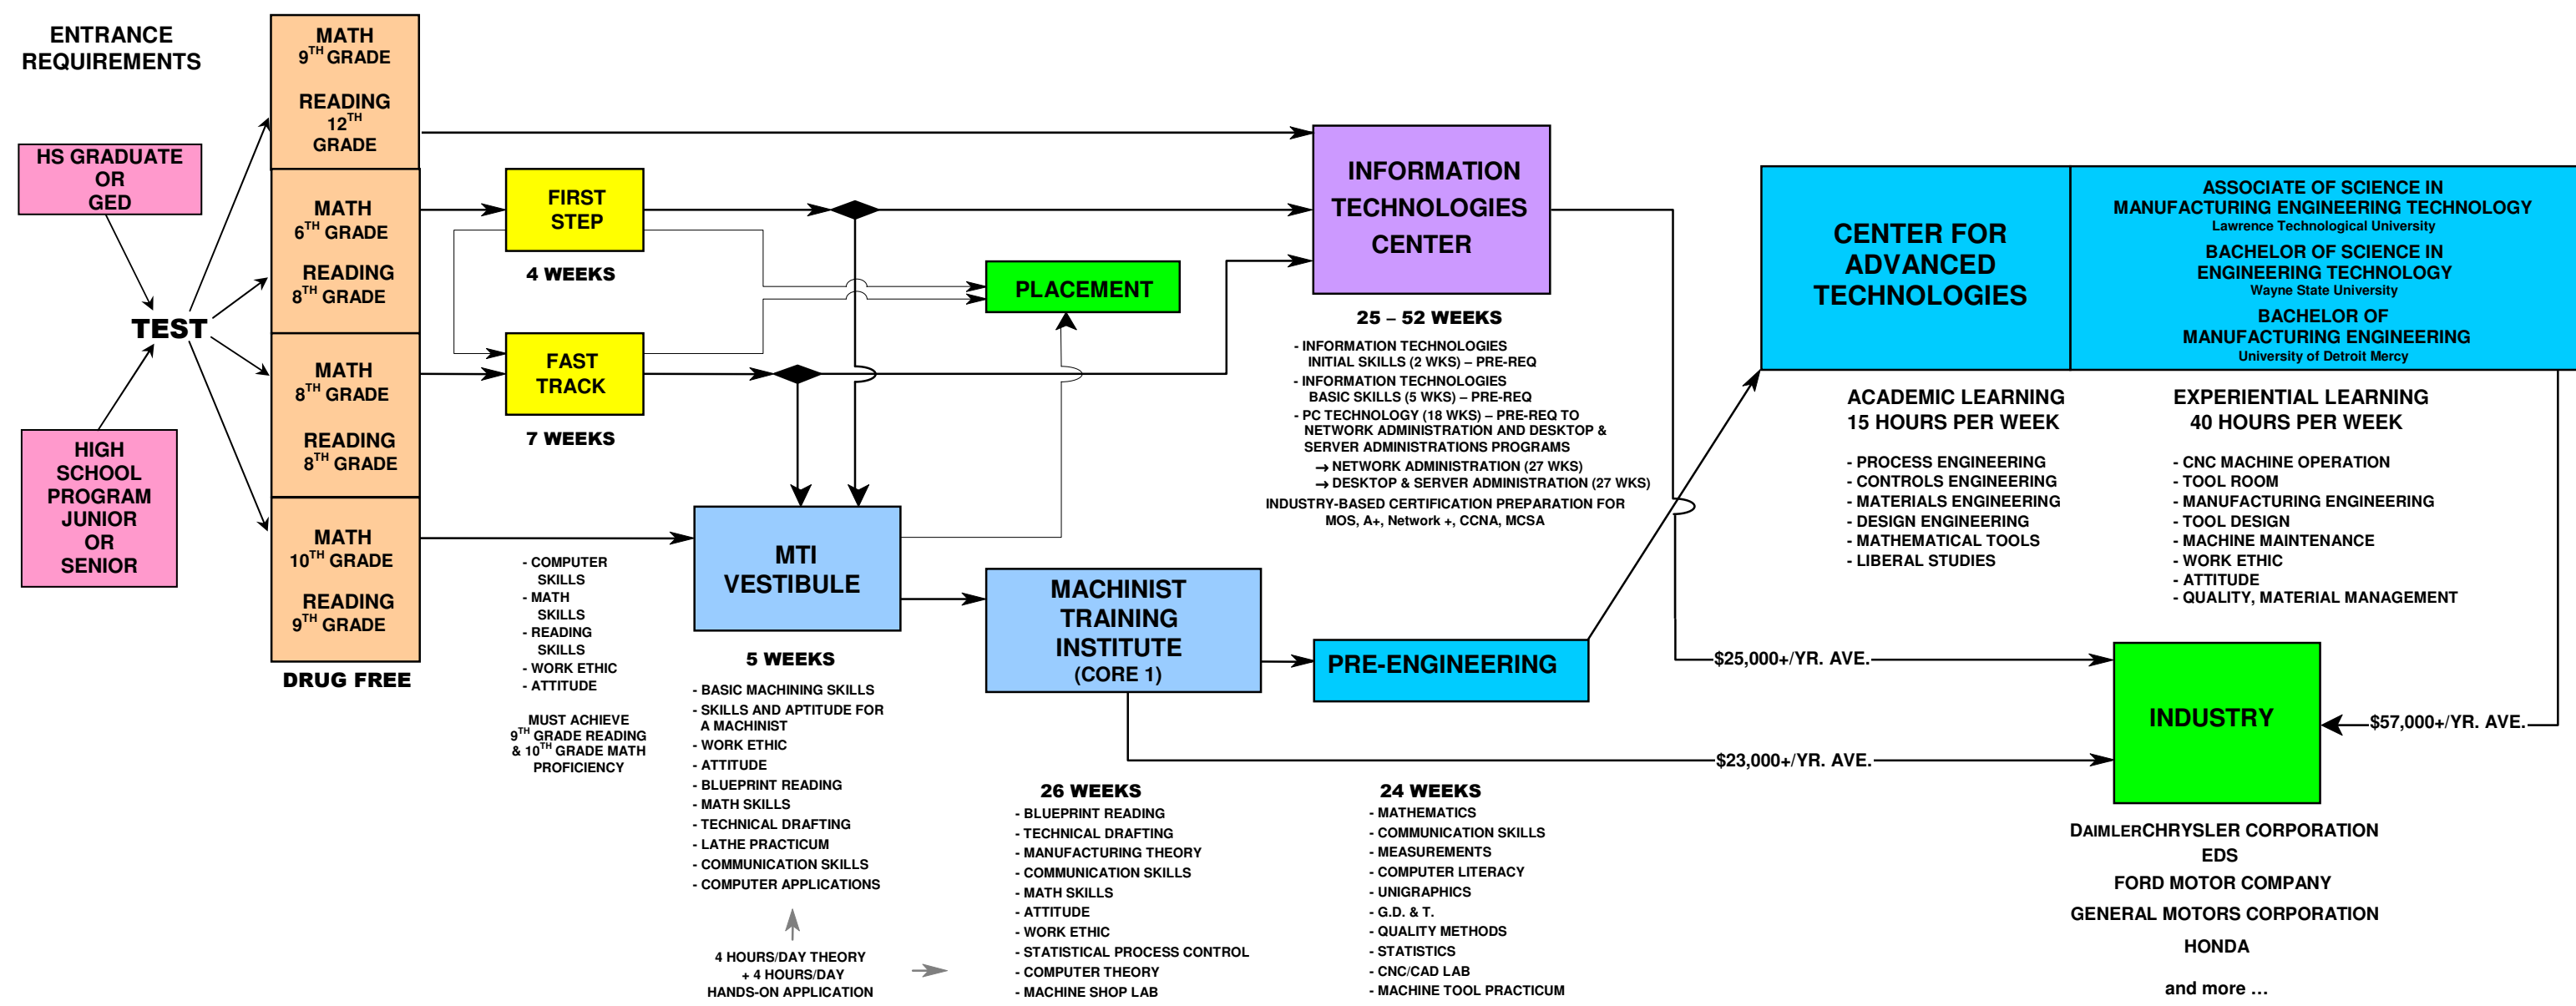 ENTRANCE
REQUIREMENTS
HS GRADUATE
OR
GED
TEST
HIGH
SCHOOL
PROGRAM
JUNIOR
OR
SENIOR
MATH
9TH GRADE
READING
12TH
GRADE
MATH
6TH GRADE
READING
8TH GRADE
MATH
8TH GRADE
READING
8TH GRADE
MATH
10TH GRADE
READING
9TH GRADE
DRUG FREE
FIRST
STEP
4 WEEKS
FAST
TRACK
7 WEEKS
- COMPUTER
SKILLS
- MATH
SKILLS
- READING
SKILLS
- WORK ETHIC
- ATTITUDE
MUST ACHIEVE
9TH GRADE READING
& 10TH GRADE MATH
PROFICIENCY
PLACEMENT
MTI
VESTIBULE
5 WEEKS
- BASIC MACHINING SKILLS
- SKILLS AND APTITUDE FOR
A MACHINIST
- WORK ETHIC
- ATTITUDE
- BLUEPRINT READING
- MATH SKILLS
- TECHNICAL DRAFTING
- LATHE PRACTICUM
- COMMUNICATION SKILLS
- COMPUTER APPLICATIONS
4 HOURS/DAY THEORY
+ 4 HOURS/DAY
HANDS-ON APPLICATION
MACHINIST
TRAINING
INSTITUTE
(CORE 1)
26 WEEKS
- BLUEPRINT READING
- TECHNICAL DRAFTING
- MANUFACTURING THEORY
- COMMUNICATION SKILLS
- MATH SKILLS
- ATTITUDE
- WORK ETHIC
- STATISTICAL PROCESS CONTROL
- COMPUTER THEORY
- MACHINE SHOP LAB
INFORMATION
TECHNOLOGIES
CENTER
25 – 52 WEEKS
- INFORMATION TECHNOLOGIES
INITIAL SKILLS (2 WKS) – PRE-REQ
- INFORMATION TECHNOLOGIES
BASIC SKILLS (5 WKS) – PRE-REQ
- PC TECHNOLOGY (18 WKS) – PRE-REQ TO
NETWORK ADMINISTRATION AND DESKTOP &
SERVER ADMINISTRATIONS PROGRAMS
→ NETWORK ADMINISTRATION (27 WKS)
→ DESKTOP & SERVER ADMINISTRATION (27 WKS)
INDUSTRY-BASED CERTIFICATION PREPARATION FOR
MOS, A+, Network +, CCNA, MCSA
PRE-ENGINEERING
24 WEEKS
- MATHEMATICS
- COMMUNICATION SKILLS
- MEASUREMENTS
- COMPUTER LITERACY
- UNIGRAPHICS
- G.D. & T.
- QUALITY METHODS
- STATISTICS
- CNC/CAD LAB
- MACHINE TOOL PRACTICUM
CENTER FOR
ADVANCED
TECHNOLOGIES
ASSOCIATE OF SCIENCE IN
MANUFACTURING ENGINEERING TECHNOLOGY
Lawrence Technological University
BACHELOR OF SCIENCE IN
ENGINEERING TECHNOLOGY
Wayne State University
BACHELOR OF
MANUFACTURING ENGINEERING
University of Detroit Mercy
ACADEMIC LEARNING
15 HOURS PER WEEK
- PROCESS ENGINEERING
- CONTROLS ENGINEERING
- MATERIALS ENGINEERING
- DESIGN ENGINEERING
- MATHEMATICAL TOOLS
- LIBERAL STUDIES
EXPERIENTIAL LEARNING
40 HOURS PER WEEK
- CNC MACHINE OPERATION
- TOOL ROOM
- MANUFACTURING ENGINEERING
- TOOL DESIGN
- MACHINE MAINTENANCE
- WORK ETHIC
- ATTITUDE
- QUALITY, MATERIAL MANAGEMENT
$25,000+/YR. AVE.
$23,000+/YR. AVE.
$57,000+/YR. AVE.
INDUSTRY
DAIMLERCHRYSLER CORPORATION
EDS
FORD MOTOR COMPANY
GENERAL MOTORS CORPORATION
HONDA
and more ...